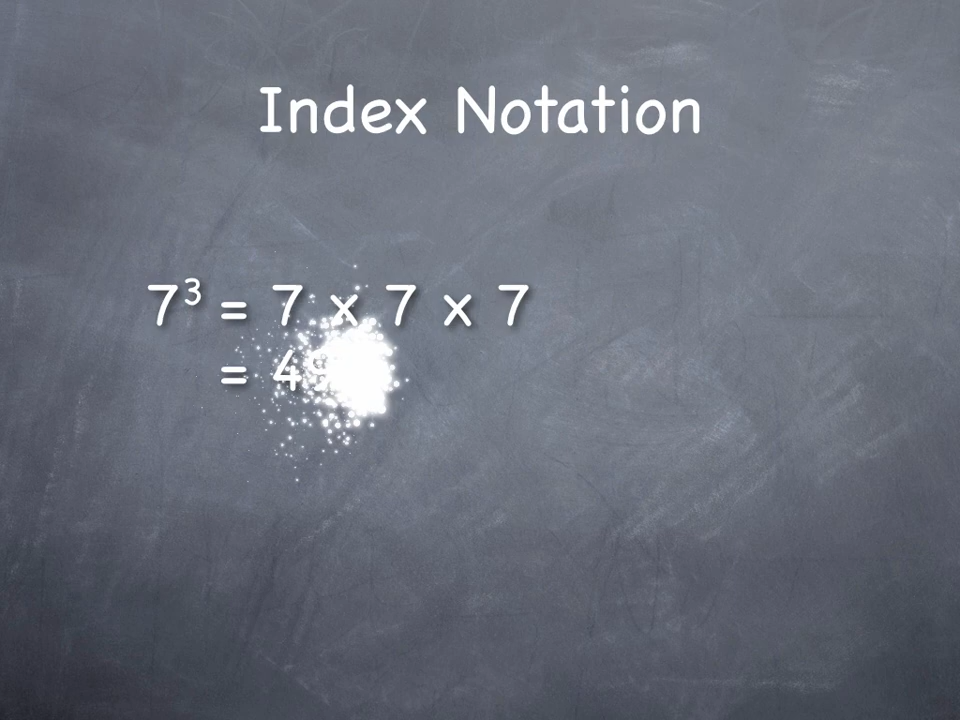 Index Notation
7³ = 7 x 7 x 7
= 4